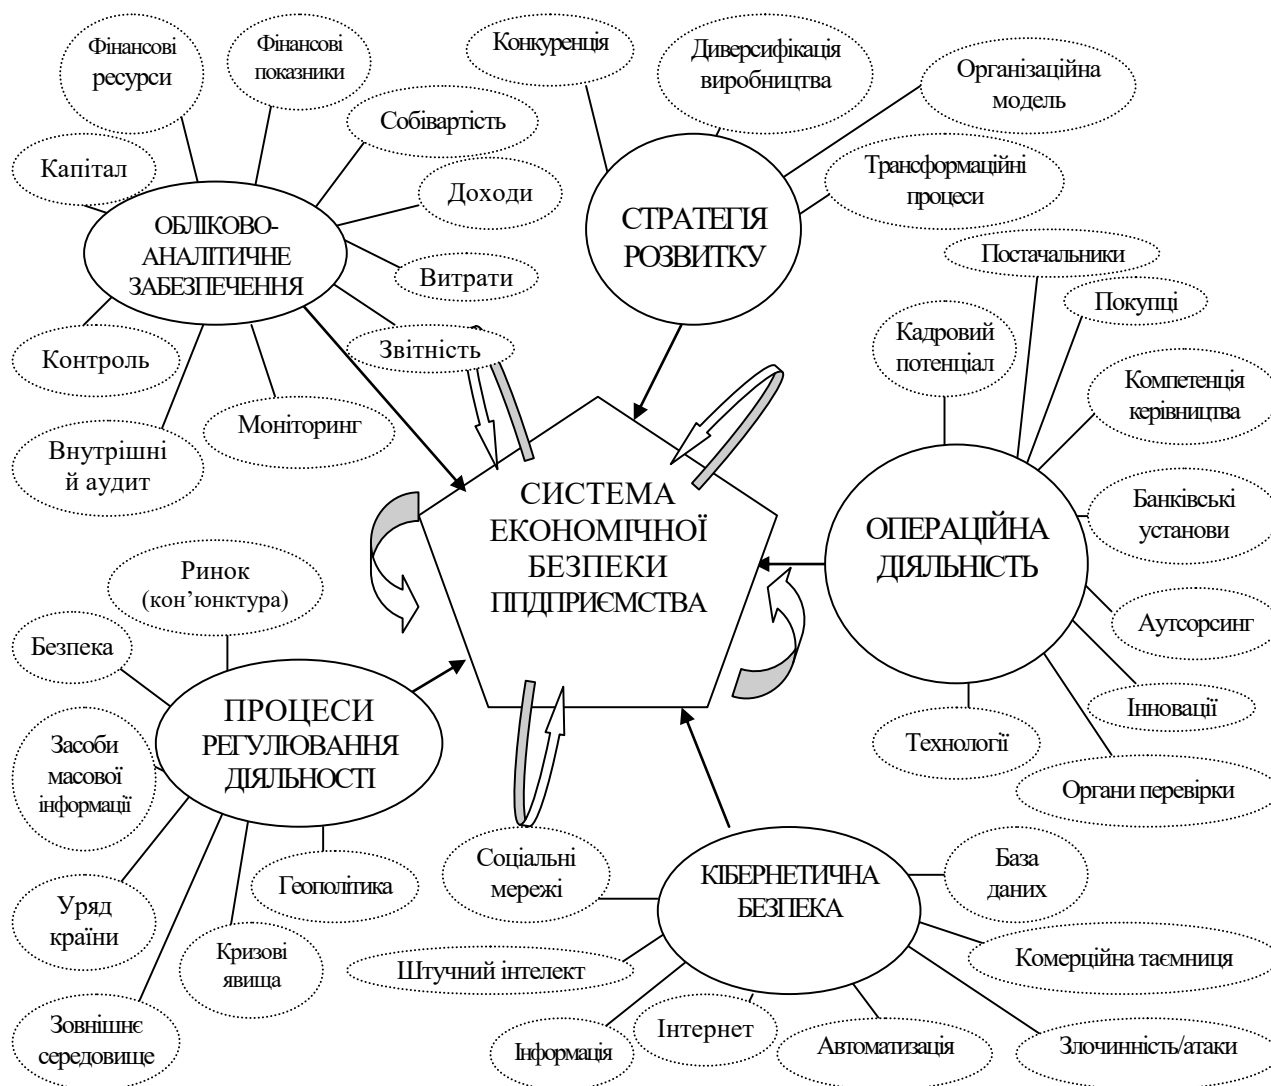 Фінансові
ресурси
Фінансові
показники
Собівартість
Капітал
Доходи
ОБЛІКОВО-
АНАЛІТИЧНЕ
ЗАБЕЗПЕЧЕННЯ
Витрати
Контроль
Звітність
Внутрішні
й аудит
Моніторинг
Конкуренція
Диверсифікація
виробництва
Організаційна
модель
Трансформаційні
процеси
СТРАТЕГІЯ
РОЗВИТКУ
Постачальники
Покупці
Кадровий
потенціал
Компетенція
керівництва
Банківські
установи
ОПЕРАЦІЙНА
ДІЯЛЬНІСТЬ
Аутсорсинг
Інновації
Технології
Органи перевірки
СИСТЕМА
ЕКОНОМІЧНОЇ
БЕЗПЕКИ
ПІДПРИЄМСТВА
Ринок
(кон’юнктура)
Безпека
ПРОЦЕСИ
РЕГУЛЮВАННЯ
ДІЯЛЬНОСТІ
Засоби
масової
інформації
Геополітика
Уряд
країни
Кризові
явища
Зовнішнє
середовище
Соціальні
мережі
КІБЕРНЕТИЧНА
БЕЗПЕКА
База
даних
Штучний інтелект
Комерційна таємниця
Інформація
Інтернет
Автоматизація
Злочинність/атаки